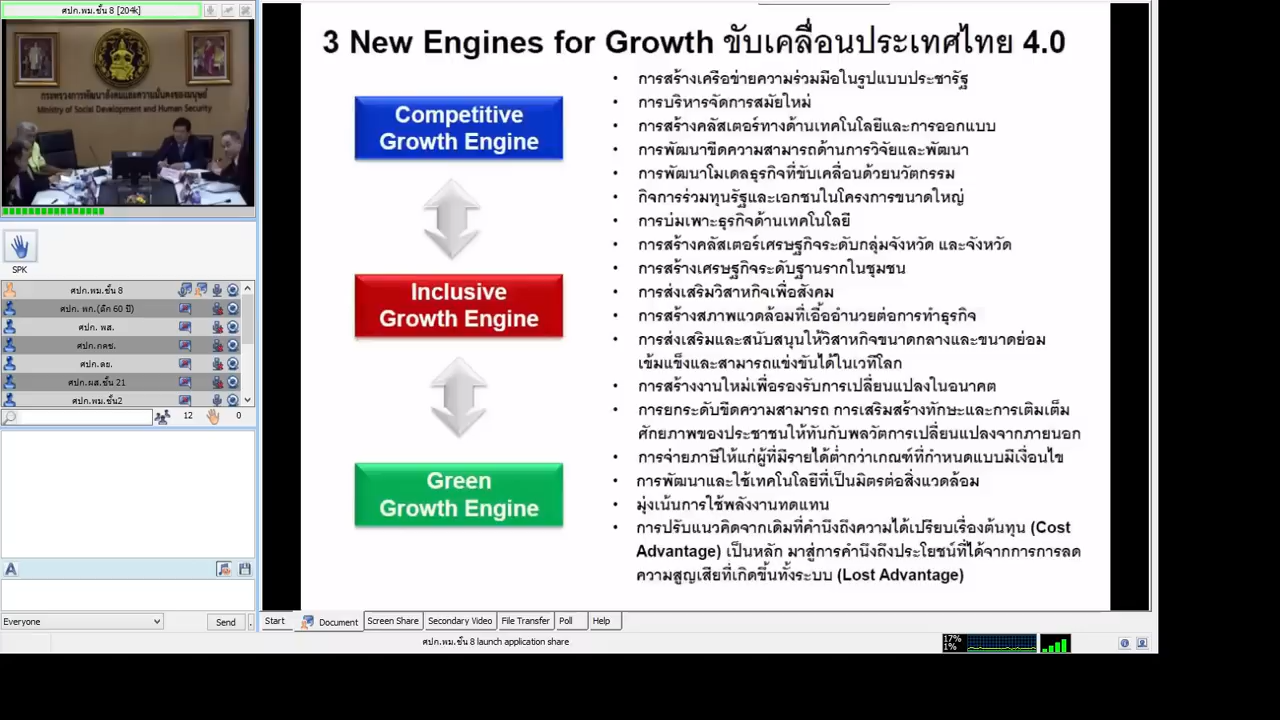 ศปก.พม.ชั้น 8 [204k]
กระทรวงการพัฒนาสังคมและความมั่นคงของมนุษย์
Ministry of Social Development and Human Security
SPK
ศปก.พม.ชั้น 8
ศปก. พก.(ตึก 60 ปี)
ศปก. พส.
ศปก.กคช.
ศปก.ดย.
ศปก.ผส.ชั้น 21
ศปก.พม.ชั้น2
12
0
Everyone
Send
3 New Engines for Growth ขับเคลื่อนประเทศไทย 4.0
Competitive
Growth Engine
Inclusive
Growth Engine
Green
Growth Engine
• การสร้างเครือข่ายความร่วมมือในรูปแบบประชารัฐ
• การบริหารจัดการสมัยใหม่
• การสร้างคลัสเตอร์ทางด้านเทคโนโลยีและการออกแบบ
• การพัฒนาขีดความสามารถด้านการวิจัยและพัฒนา
• การพัฒนาโมเดลธุรกิจที่ขับเคลื่อนด้วยนวัตกรรม
• กิจการร่วมทุนรัฐและเอกชนในโครงการขนาดใหญ่
• การบ่มเพาะธุรกิจด้านเทคโนโลยี
• การสร้างคลัสเตอร์เศรษฐกิจระดับกลุ่มจังหวัด และจังหวัด
• การสร้างเศรษฐกิจระดับฐานรากในชุมชน
• การส่งเสริมวิสาหกิจเพื่อสังคม
• การสร้างสภาพแวดล้อมที่เอื้ออำนวยต่อการทำธุรกิจ
• การส่งเสริมและสนับสนุนให้วิสาหกิจขนาดกลางและขนาดย่อม
เข้มแข็งและสามารถแข่งขันได้ในเวทีโลก
• การสร้างงานใหม่เพื่อรองรับการเปลี่ยนแปลงในอนาคต
• การยกระดับขีดความสามารถ การเสริมสร้างทักษะและการเติมเต็ม
ศักยภาพของประชาชนให้ทันกับพลวัตการเปลี่ยนแปลงจากภายนอก
• การจ่ายภาษีให้แก่ผู้ที่มีรายได้ต่ำกว่าเกณฑ์ที่กำหนดแบบมีเงื่อนไข
• การพัฒนาและใช้เทคโนโลยีที่เป็นมิตรต่อสิ่งแวดล้อม
• มุ่งเน้นการใช้พลังงานทดแทน
• การปรับแนวคิดจากเดิมที่คำนึงถึงความได้เปรียบเรื่องต้นทุน (Cost
Advantage) เป็นหลัก มาสู่การคำนึงถึงประโยชน์ที่ได้จากการการลด
ความสูญเสียที่เกิดขึ้นทั้งระบบ (Lost Advantage)
Start
Document
Screen Share
Secondary Video
File Transfer
Poll
Help
ศปก.พม.ชั้น 8 launch application share
17%
1%